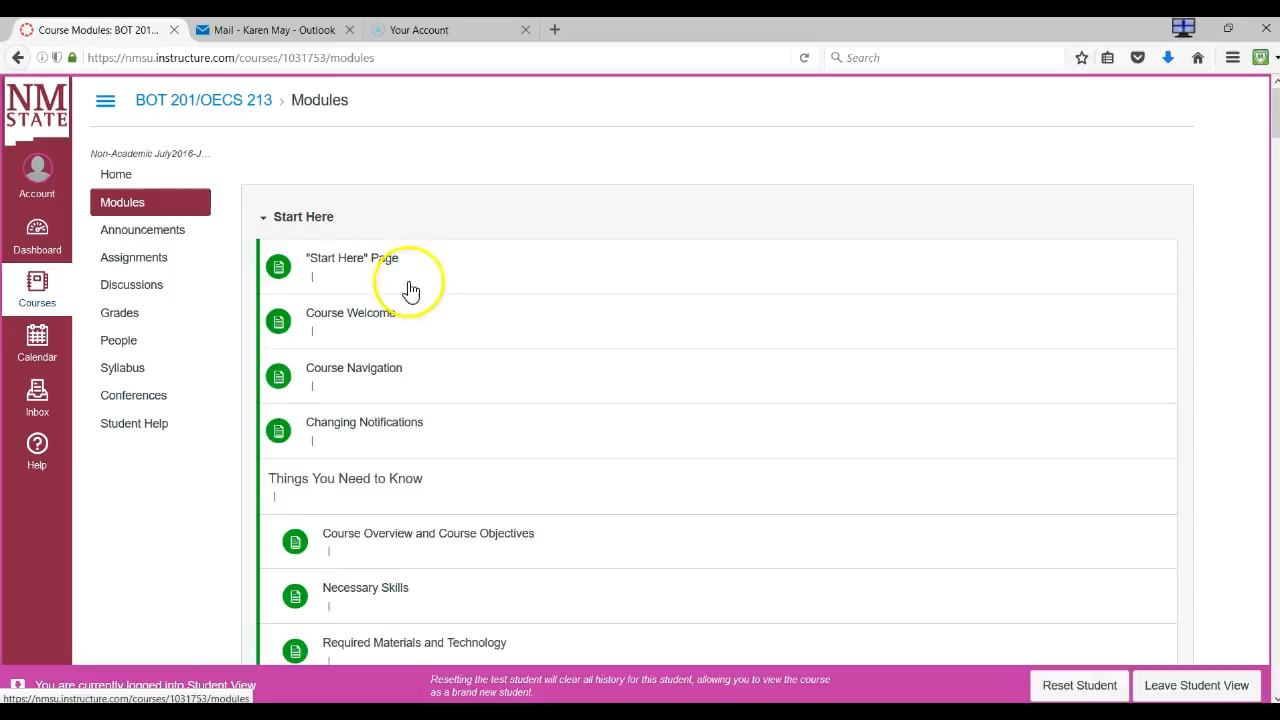 Course Modules: BOT 201...
Mail - Karen May - Outlook
Your Account
https://nmsu.instructure.com/courses/1031753/modules
Search
NM
STATE
BOT 201/OECS 213 › Modules
Account
Dashboard
Courses
Calendar
Inbox
Help
Non-Academic July2016-J...
Home
Modules
Announcements
Assignments
Discussions
Grades
People
Syllabus
Conferences
Student Help
Start Here
"Start Here" Page
Course Welcome
Course Navigation
Changing Notifications
Things You Need to Know
Course Overview and Course Objectives
Necessary Skills
Required Materials and Technology
You are currently logged into Student View
Resetting the test student will clear all history for this student, allowing you to view the course
as a brand new student.
Reset Student
Leave Student View
https://nmsu.instructure.com/courses/1031753/modules